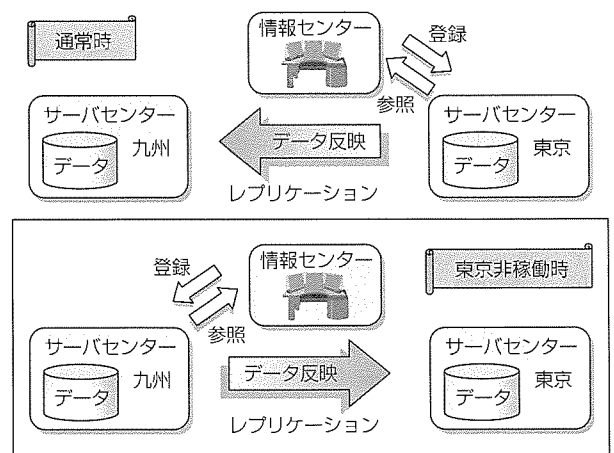 通常時
情報センター
登録
参照
サーバセンター
九州
データ
データ反映
レプリケーション
サーバセンター
東京
データ
東京非稼働時
情報センター
登録
参照
サーバセンター
九州
データ
データ反映
レプリケーション
サーバセンター
東京
データ